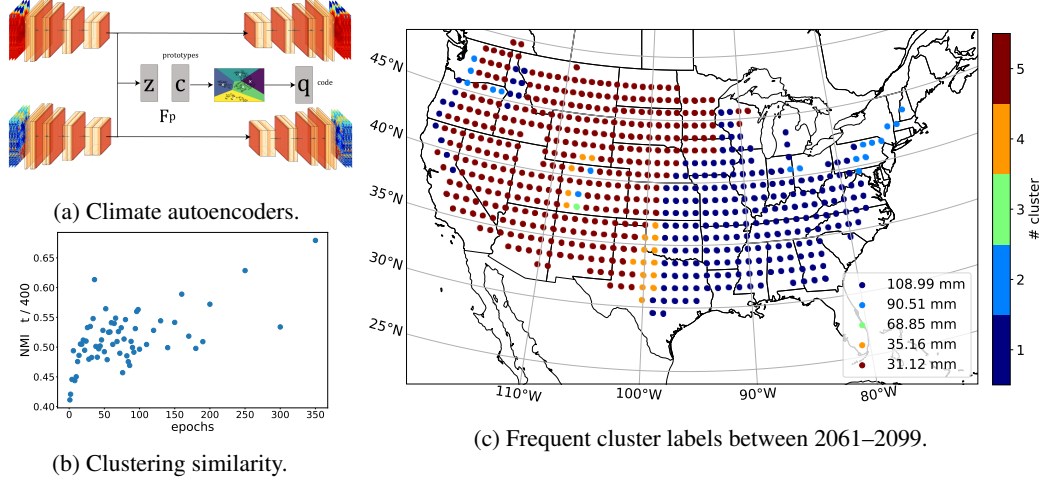 prototypes
z
c
q
code
Fp
(a) Climate autoencoders.
NMI t / 400
0.65
0.60
0.55
0.50
0.45
0.40
0 50 100 150 200 250 300 350
epochs
(b) Clustering similarity.
45°N
40°N
35°N
30°N
25°N
110°W 100°W 90°W 80°W
108.99 mm
90.51 mm
68.85 mm
35.16 mm
31.12 mm
5
4
3
2
1
# cluster
(c) Frequent cluster labels between 2061–2099.